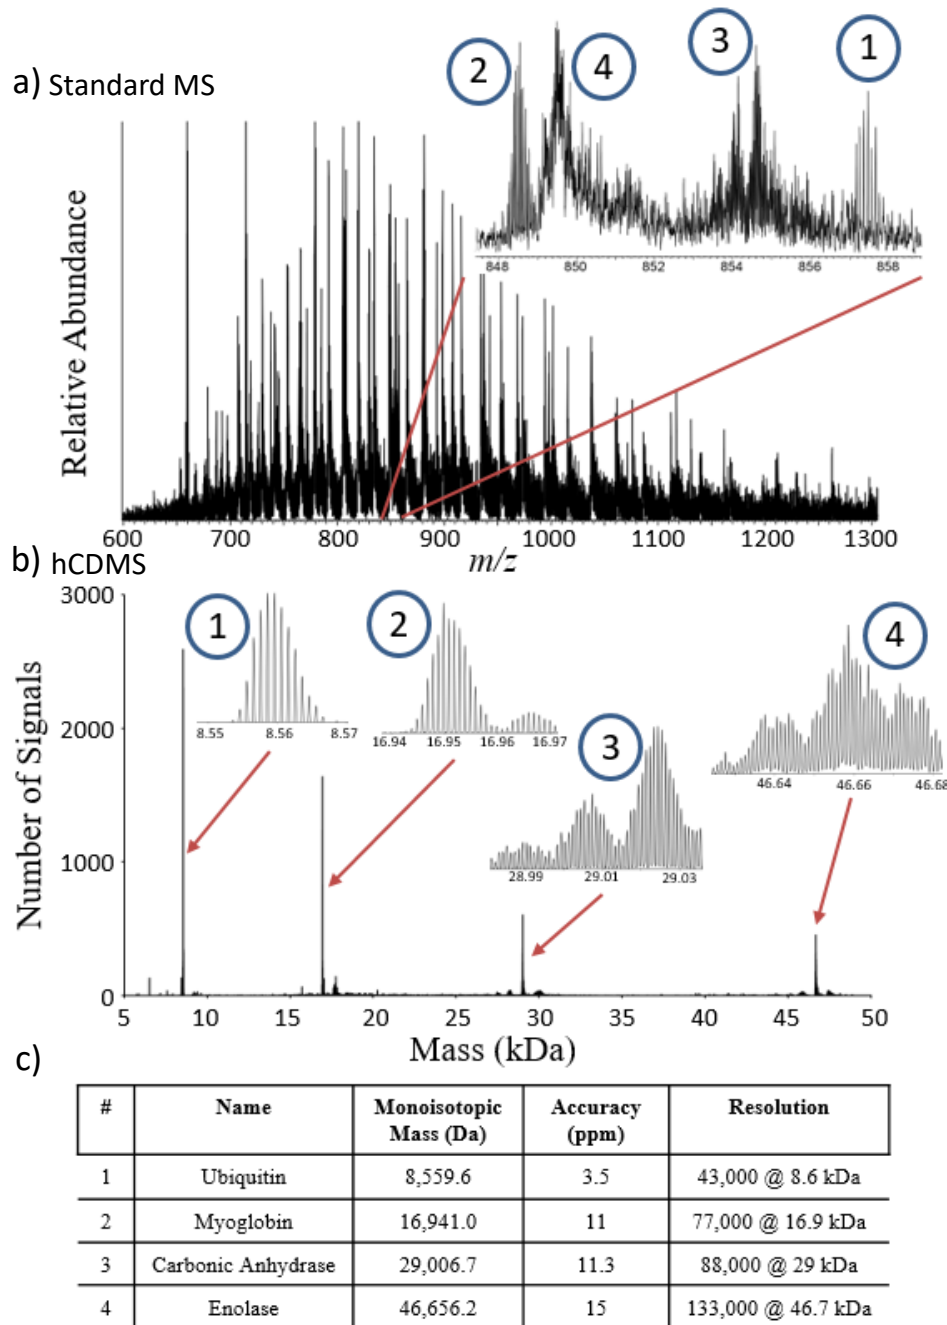 a) Standard MS
2
4
3
1
848 850 852 854 856 858
Relative Abundance
600 700 800 900 1000 1100 1200 1300
m/z
b) hCDMS
3000
2000
1000
0
Number of Signals
1
8.55 8.56 8.57
2
16.94 16.95 16.96 16.97
3
28.99 29.01 29.03
4
46.64 46.66 46.68
5 10 15 20 25 30 35 40 45 50
Mass (kDa)
c)
# Name Monoisotopic Mass (Da) Accuracy (ppm) Resolution
1 Ubiquitin 8,559.6 3.5 43,000 @ 8.6 kDa
2 Myoglobin 16,941.0 11 77,000 @ 16.9 kDa
3 Carbonic Anhydrase 29,006.7 11.3 88,000 @ 29 kDa
4 Enolase 46,656.2 15 133,000 @ 46.7 kDa